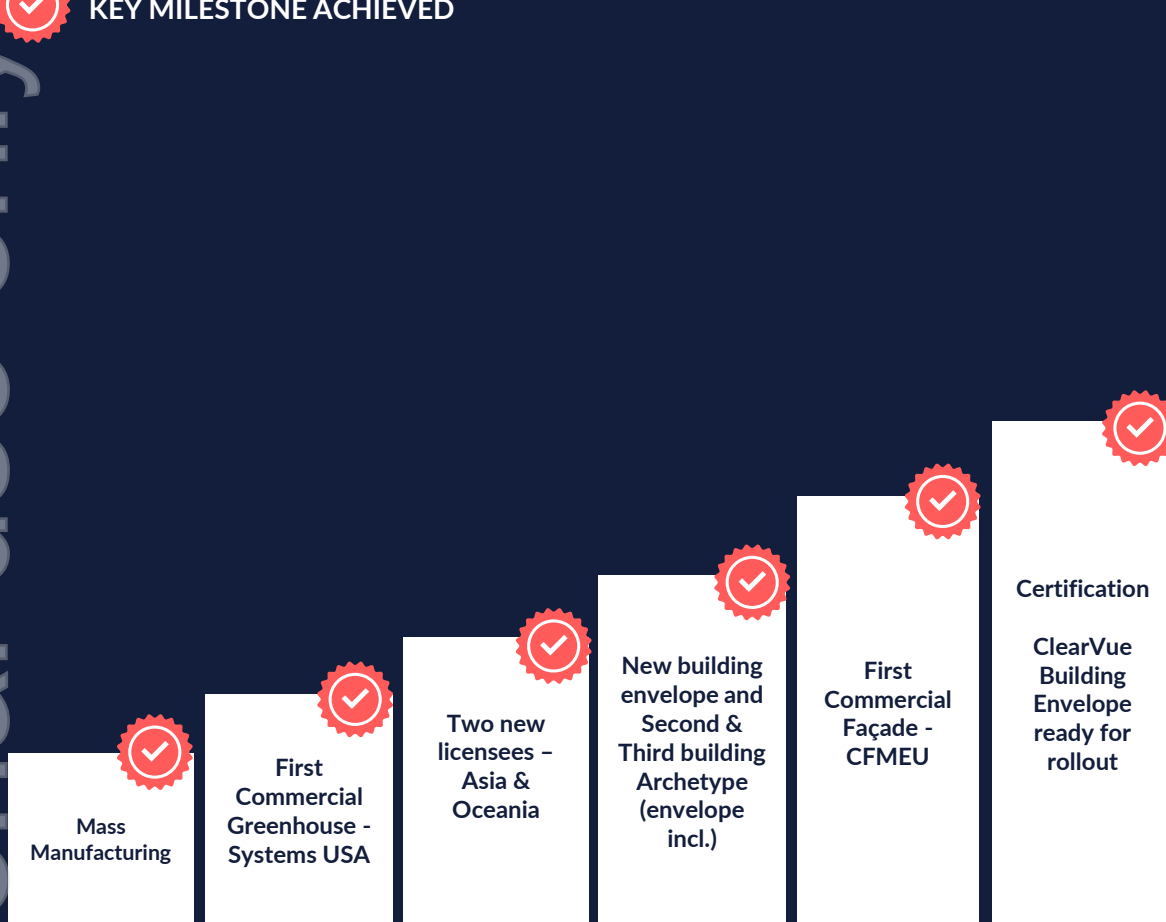 KEY MILESTONE ACHIEVED
Mass
Manufacturing
First
Commercial
Greenhouse -
Systems USA
Two new
licensees –
Asia &
Oceania
New building
envelope and
Second &
Third building
Archetype
(envelope
incl.)
First
Commercial
Façade -
CFMEU
Certification
ClearVue
Building
Envelope
ready for
rollout